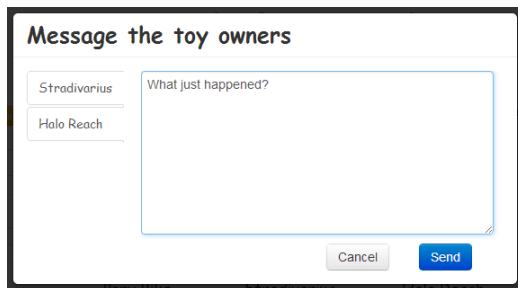 Message the toy owners
Stradivarius
What just happened?
Halo Reach
Cancel
Send